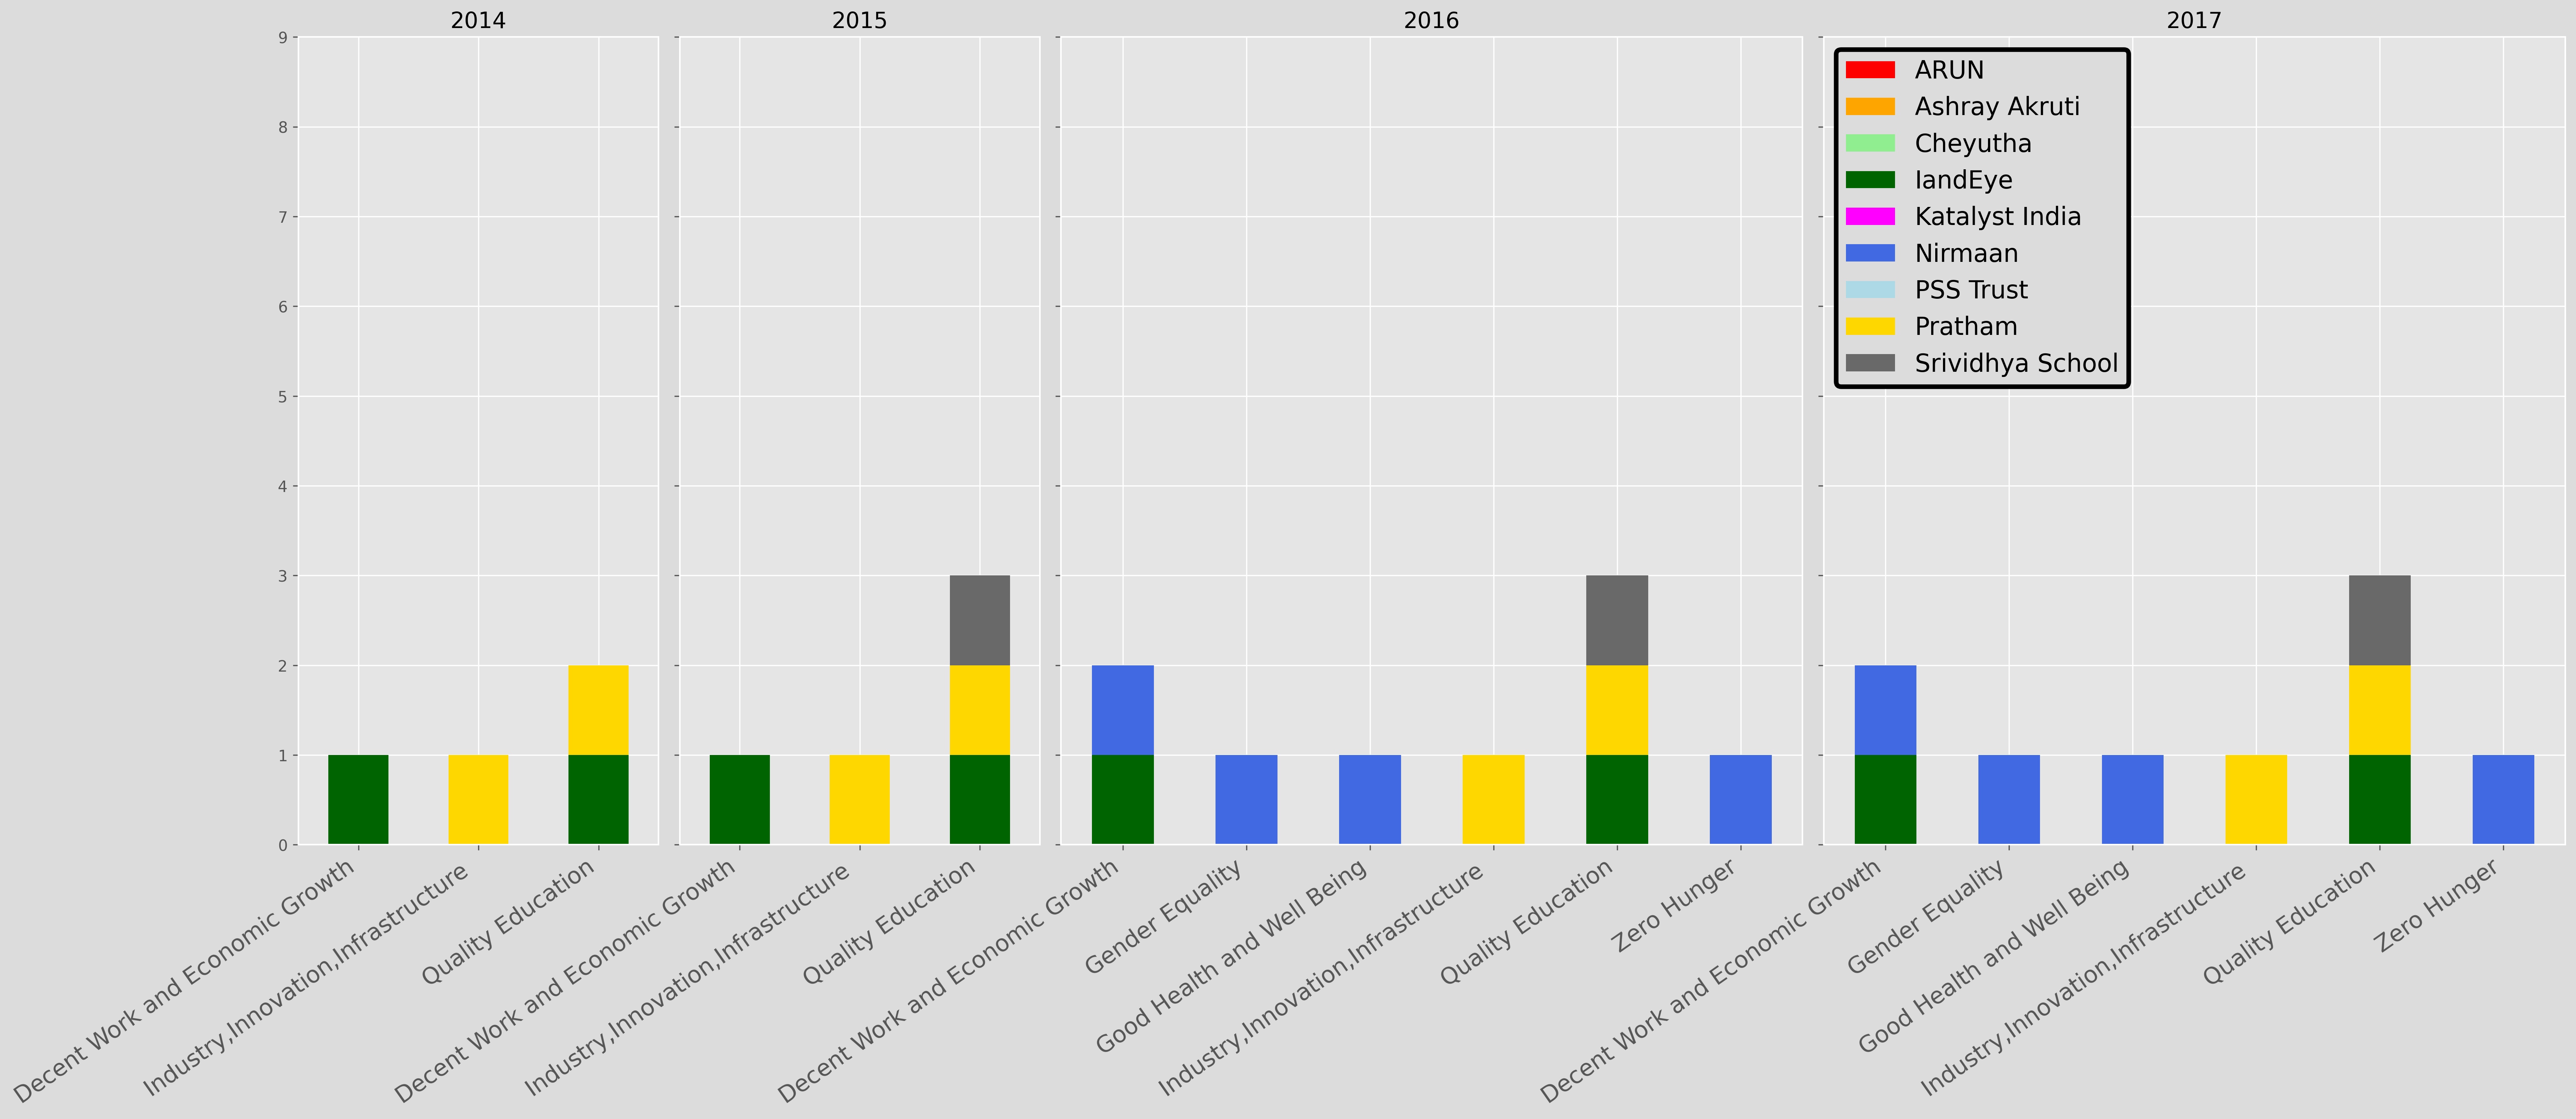 2014
2015
2016
2017
9
8
7
6
5
4
3
2
1
0
ARUN
Ashray Akruti
Cheyutha
IandEye
Katalyst India
Nirmaan
PSS Trust
Pratham
Srividhya School
Decent Work and Economic Growth
Industry,Innovation,Infrastructure
Quality Education
Decent Work and Economic Growth
Industry,Innovation,Infrastructure
Quality Education
Decent Work and Economic Growth
Gender Equality
Good Health and Well Being
Industry,Innovation,Infrastructure
Quality Education
Zero Hunger
Decent Work and Economic Growth
Gender Equality
Good Health and Well Being
Industry,Innovation,Infrastructure
Quality Education
Zero Hunger